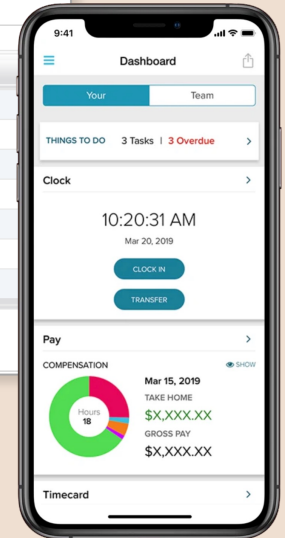 9:41
Dashboard
Your Team
THINGS TO DO 3 Tasks | 3 Overdue
Clock
10:20:31 AM
Mar 20, 2019
CLOCK IN
TRANSFER
Pay
COMPENSATION SHOW
Mar 15, 2019
TAKE HOME
$X,XXX.XX
Hours
18
GROSS PAY
$X,XXX.XX
Timecard